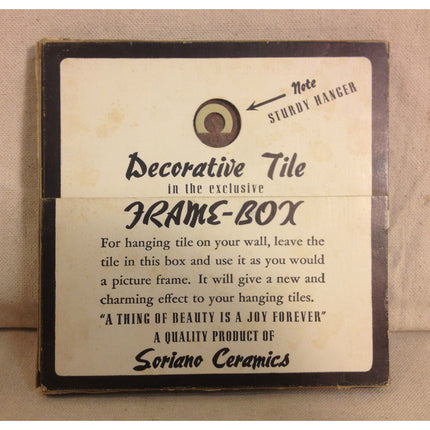 Note
STURDY HANGER
Decorative Tile
in the exclusive
FRAME-BOX
For hanging tile on your wall, leave the
tile in this box and use it as you would
a picture frame. It will give a new and
charming effect to your hanging tiles.
"A THING OF BEAUTY IS A JOY FOREVER"
A QUALITY PRODUCT OF
Soriano Ceramics